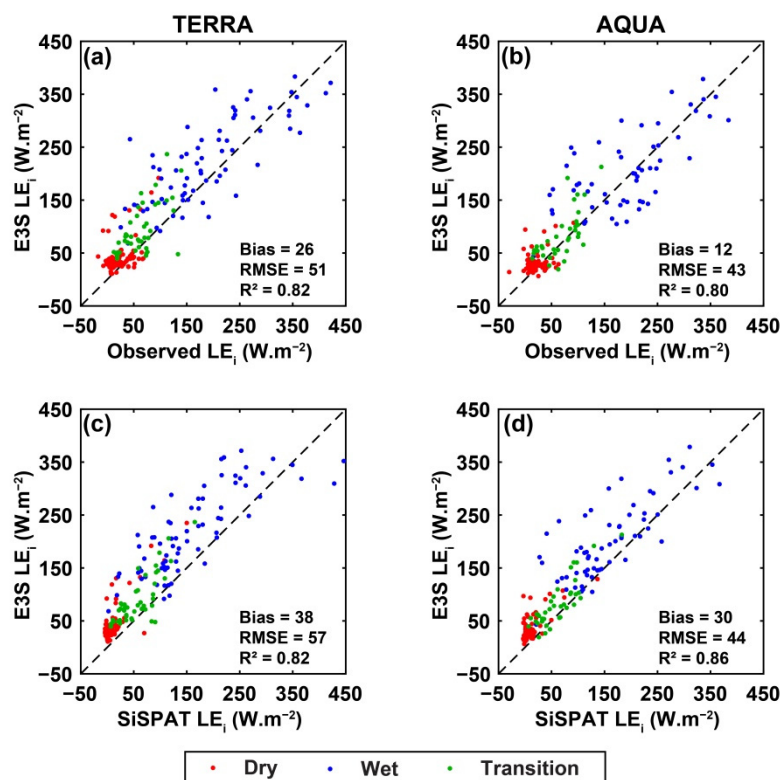 TERRA
AQUA
(a)
450
350
250
150
50
−50
E3S LEᵢ (W.m⁻²)
Bias = 26
RMSE = 51
R² = 0.82
−50 50 150 250 350 450
Observed LEᵢ (W.m⁻²)
(b)
450
350
250
150
50
−50
E3S LEᵢ (W.m⁻²)
Bias = 12
RMSE = 43
R² = 0.80
−50 50 150 250 350 450
Observed LEᵢ (W.m⁻²)
(c)
450
350
250
150
50
−50
E3S LEᵢ (W.m⁻²)
Bias = 38
RMSE = 57
R² = 0.82
−50 50 150 250 350 450
SiSPAT LEᵢ (W.m⁻²)
(d)
450
350
250
150
50
−50
E3S LEᵢ (W.m⁻²)
Bias = 30
RMSE = 44
R² = 0.86
−50 50 150 250 350 450
SiSPAT LEᵢ (W.m⁻²)
Dry Wet Transition